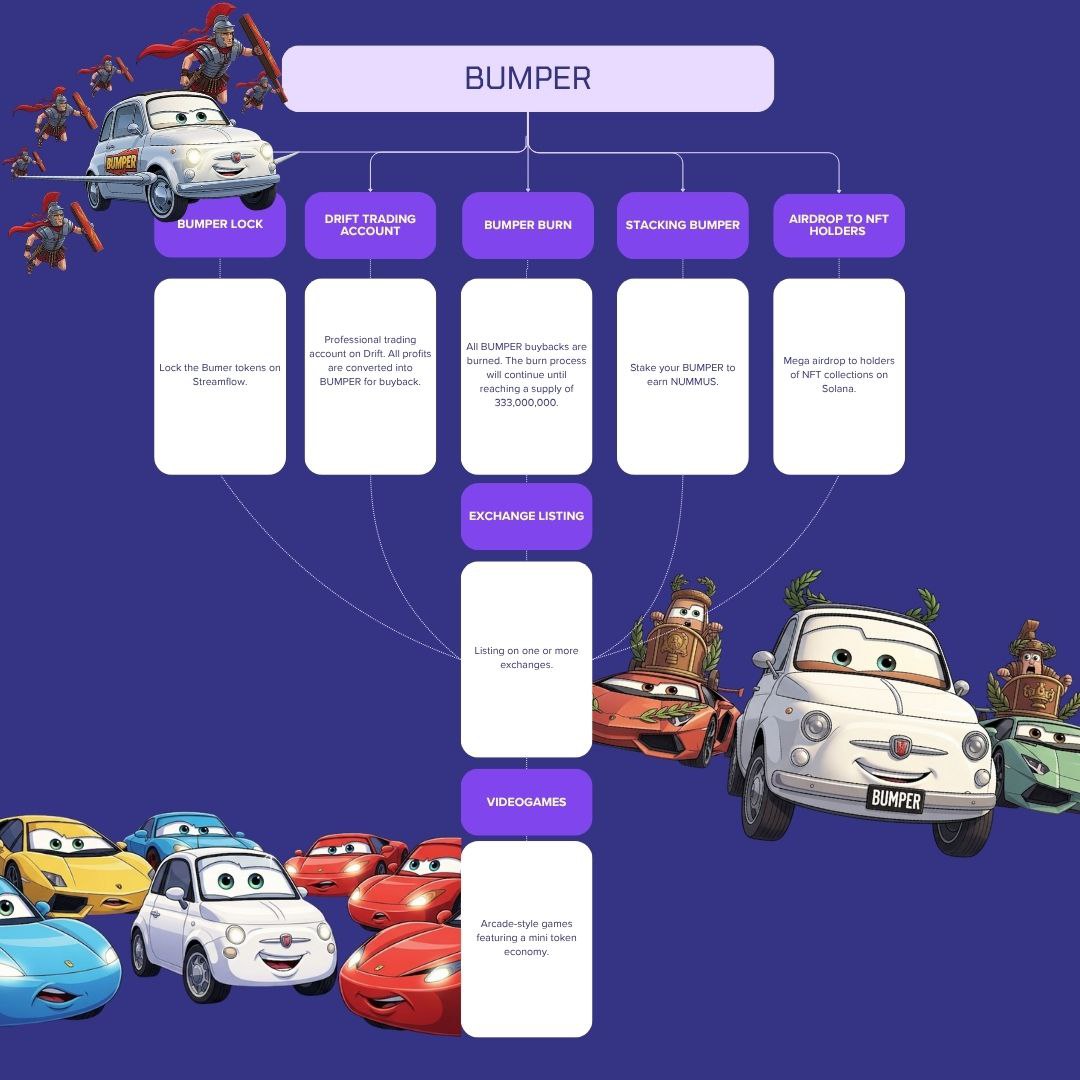 BUMPER
BUMPER
BUMPER LOCK
DRIFT TRADING
ACCOUNT
BUMPER BURN
STACKING BUMPER
AIRDROP TO NFT
HOLDERS
Lock the Bumer tokens on
Streamflow.
Professional trading
account on Drift. All profits
are converted into
BUMPER for buyback.
All BUMPER buybacks are
burned. The burn process
will continue until
reaching a supply of
333,000,000.
Stake your BUMPER to
earn NUMMUS.
Mega airdrop to holders
of NFT collections on
Solana.
EXCHANGE LISTING
Listing on one or more
exchanges.
BUMPER
VIDEOGAMES
Arcade-style games
featuring a mini token
economy.